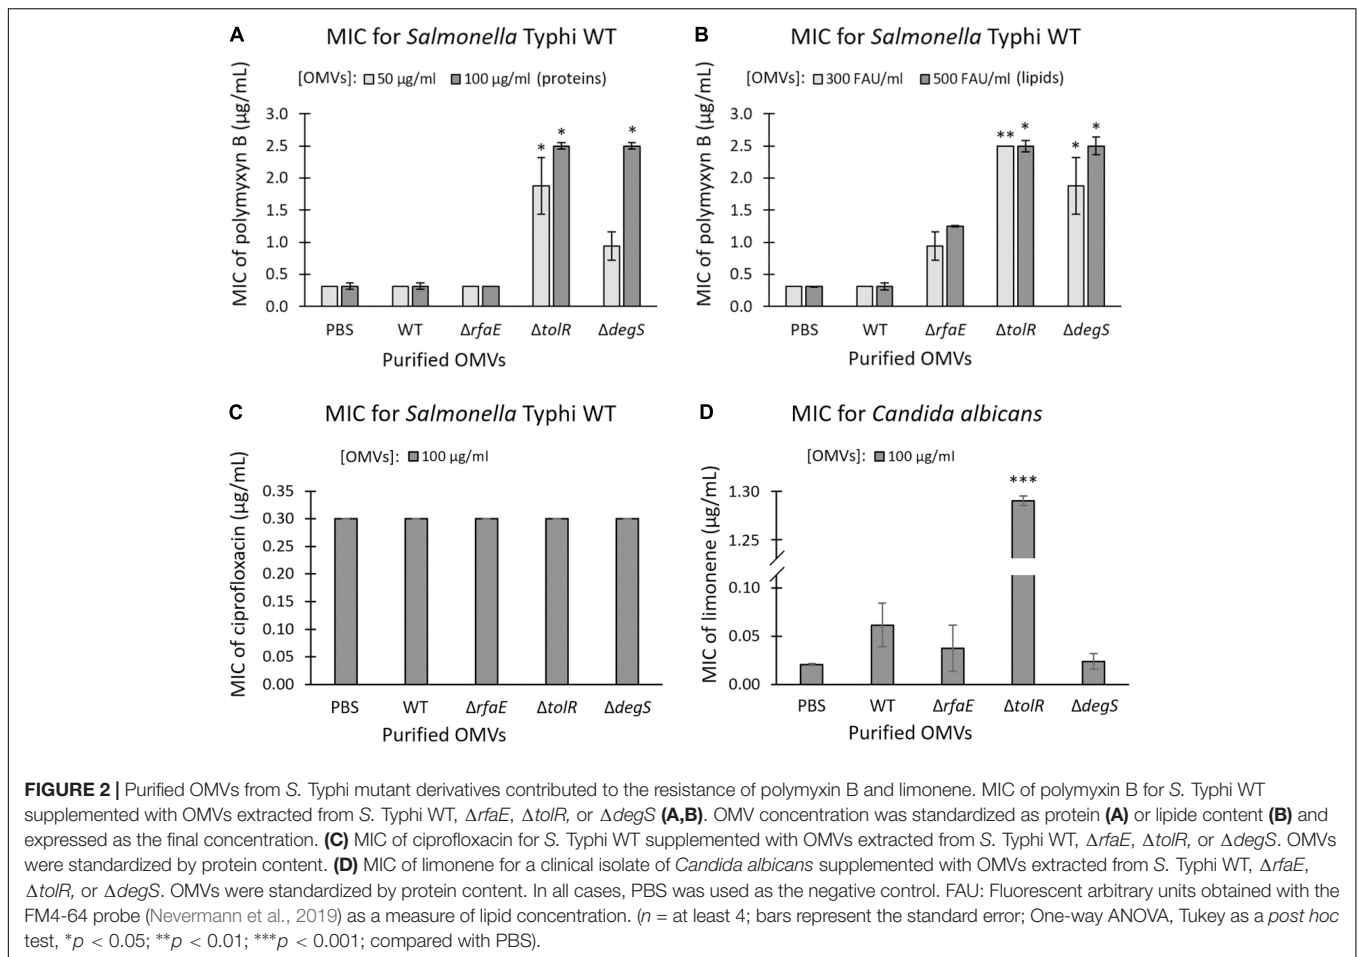 A MIC for Salmonella Typhi WT
[OMVs]: 50 µg/ml 100 µg/ml (proteins)
MIC of polymyxyn B (µg/mL)
3.0
2.5
2.0
1.5
1.0
0.5
0.0
* * *
PBS WT ΔrfaE ΔtolR ΔdegS
Purified OMVs
B MIC for Salmonella Typhi WT
[OMVs]: 300 FAU/ml 500 FAU/ml (lipids)
MIC of polymyxyn B (µg/mL)
3.0
2.5
2.0
1.5
1.0
0.5
0.0
** * * *
PBS WT ΔrfaE ΔtolR ΔdegS
Purified OMVs
C MIC for Salmonella Typhi WT
[OMVs]: 100 µg/ml
MIC of ciprofloxacin (µg/mL)
0.35
0.30
0.30
0.20
0.15
0.10
0.05
0.00
PBS WT ΔrfaE ΔtolR ΔdegS
Purified OMVs
D MIC for Candida albicans
[OMVs]: 100 µg/ml
MIC of limonene (µg/mL)
1.30
1.25
0.10
0.05
0.00
***
PBS WT ΔrfaE ΔtolR ΔdegS
Purified OMVs
FIGURE 2 | Purified OMVs from S. Typhi mutant derivatives contributed to the resistance of polymyxin B and limonene. MIC of polymyxin B for S. Typhi WT
supplemented with OMVs extracted from S. Typhi WT, ΔrfaE, ΔtolR, or ΔdegS (A,B). OMV concentration was standardized as protein (A) or lipide content (B) and
expressed as the final concentration. (C) MIC of ciprofloxacin for S. Typhi WT supplemented with OMVs extracted from S. Typhi WT, ΔrfaE, ΔtolR, or ΔdegS. OMVs
were standardized by protein content. (D) MIC of limonene for a clinical isolate of Candida albicans supplemented with OMVs extracted from S. Typhi WT, ΔrfaE,
ΔtolR, or ΔdegS. OMVs were standardized by protein content. In all cases, PBS was used as the negative control. FAU: Fluorescent arbitrary units obtained with the
FM4-64 probe (Nevermann et al., 2019) as a measure of lipid concentration. (n = at least 4; bars represent the standard error; One-way ANOVA, Tukey as a post hoc
test, *p < 0.05; **p < 0.01; ***p < 0.001; compared with PBS).